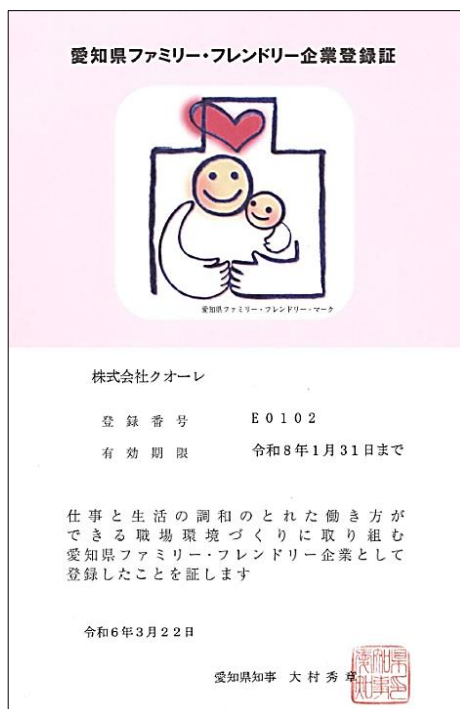 愛知県ファミリー・フレンドリー企業登録証
愛知県ファミリー・フレンドリー・マーク
株式会社クオーレ
登録番号 E0102
有効期限 令和8年1月31日まで
仕事と生活の調和のとれた働き方が
できる職場環境づくりに取り組む
愛知県ファミリー・フレンドリー企業として
登録したことを証します
令和6年3月22日
愛知県知事 大村秀章